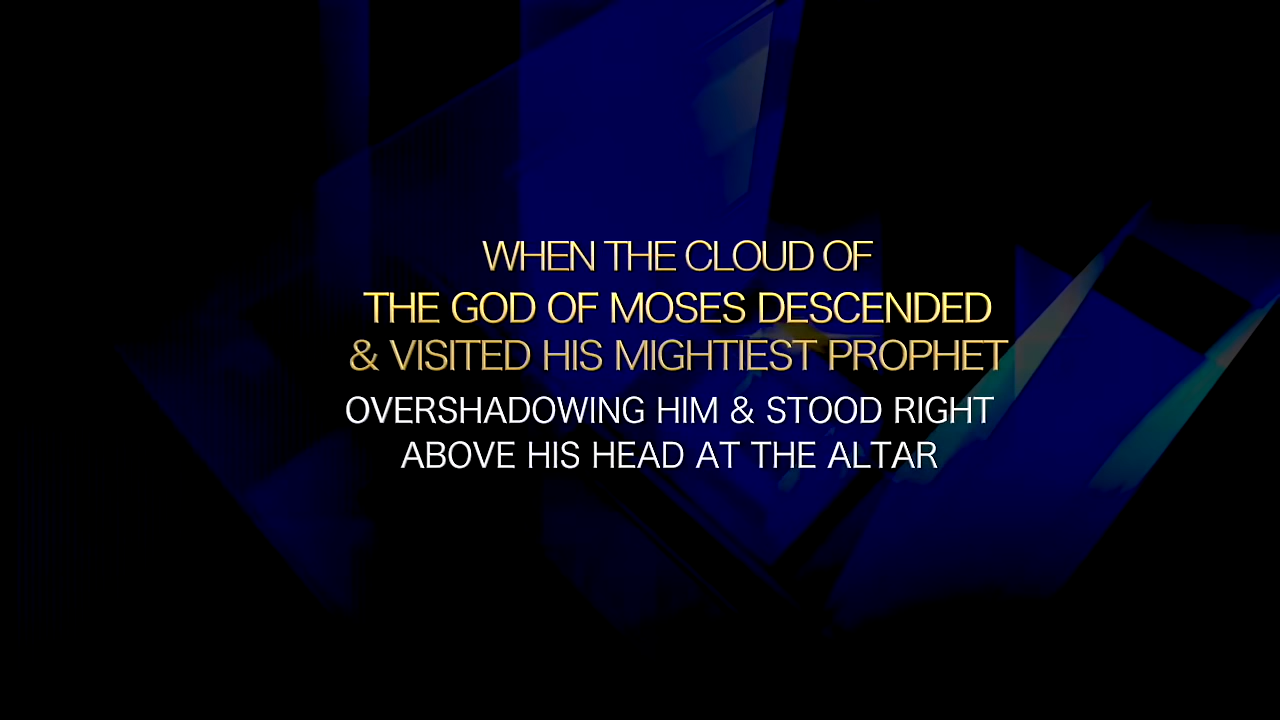 WHEN THE CLOUD OF
THE GOD OF MOSES DESCENDED
& VISITED HIS MIGHTIEST PROPHET
OVERSHADOWING HIM & STOOD RIGHT
ABOVE HIS HEAD AT THE ALTAR